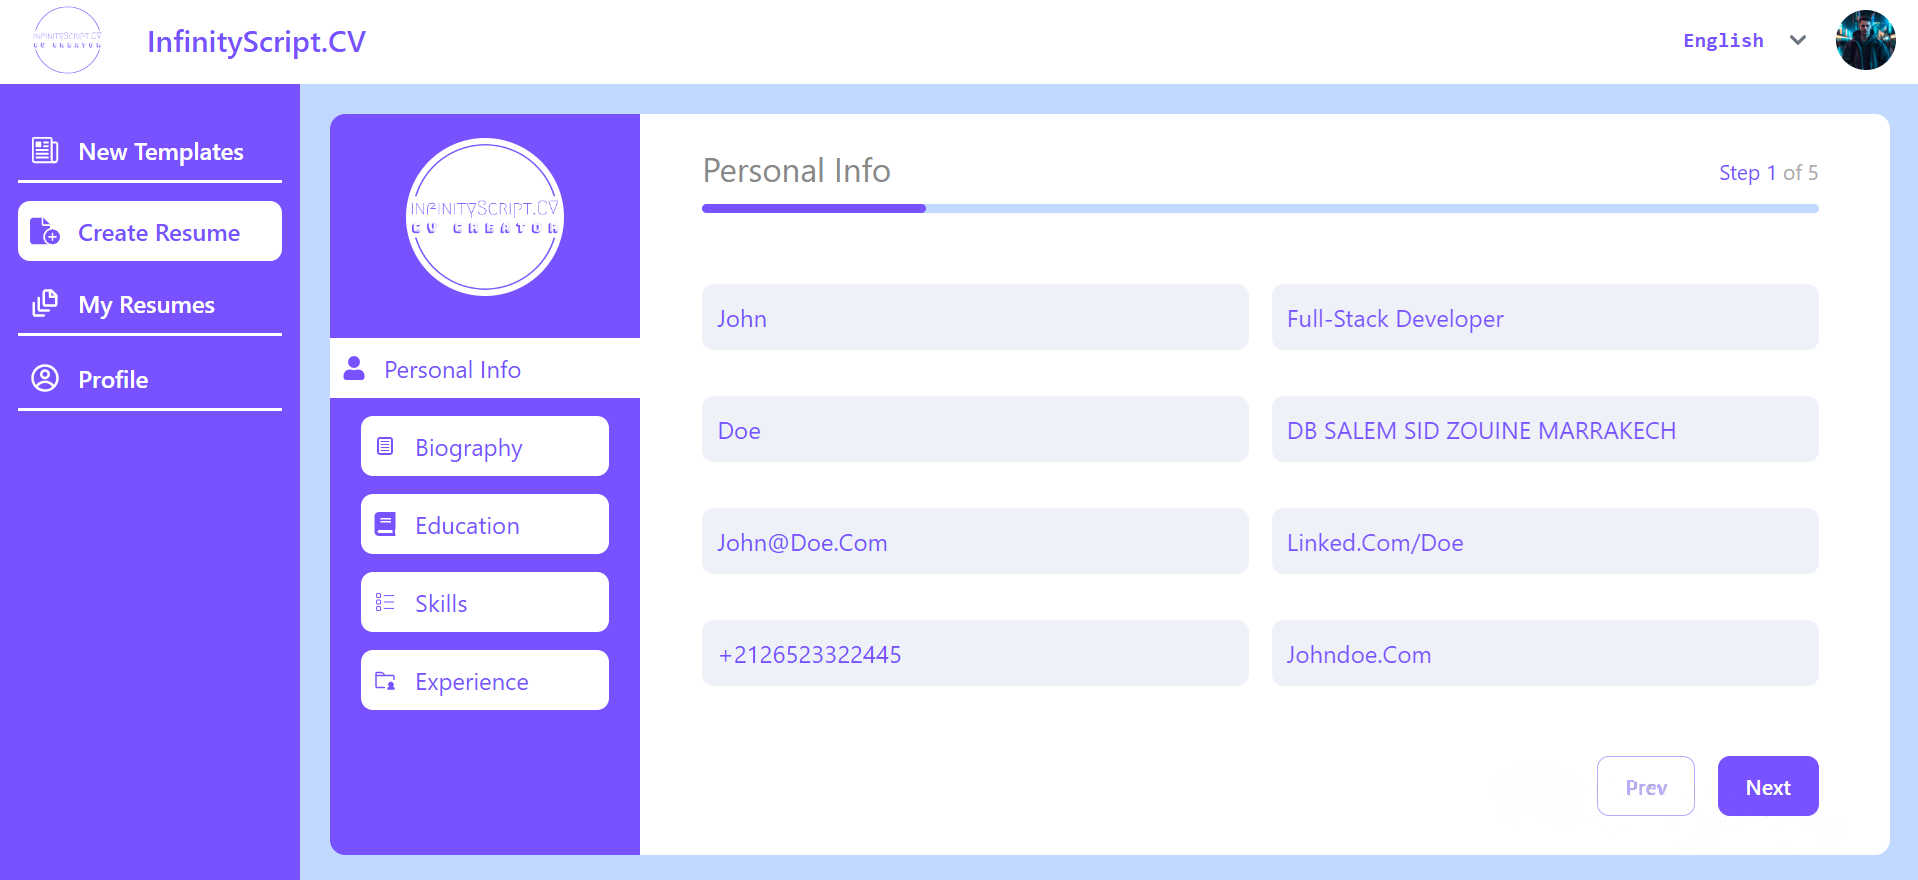 INFINITYSCRIPT.CV
CV CREATOR
InfinityScript.CV
English
New Templates
Create Resume
My Resumes
Profile
INFINITYSCRIPT.CV
CV CREATOR
Personal Info
Biography
Education
Skills
Experience
Personal Info
Step 1 of 5
John
Full-Stack Developer
Doe
DB SALEM SID ZOUINE MARRAKECH
John@Doe.Com
Linked.Com/Doe
+2126523322445
Johndoe.Com
Prev
Next